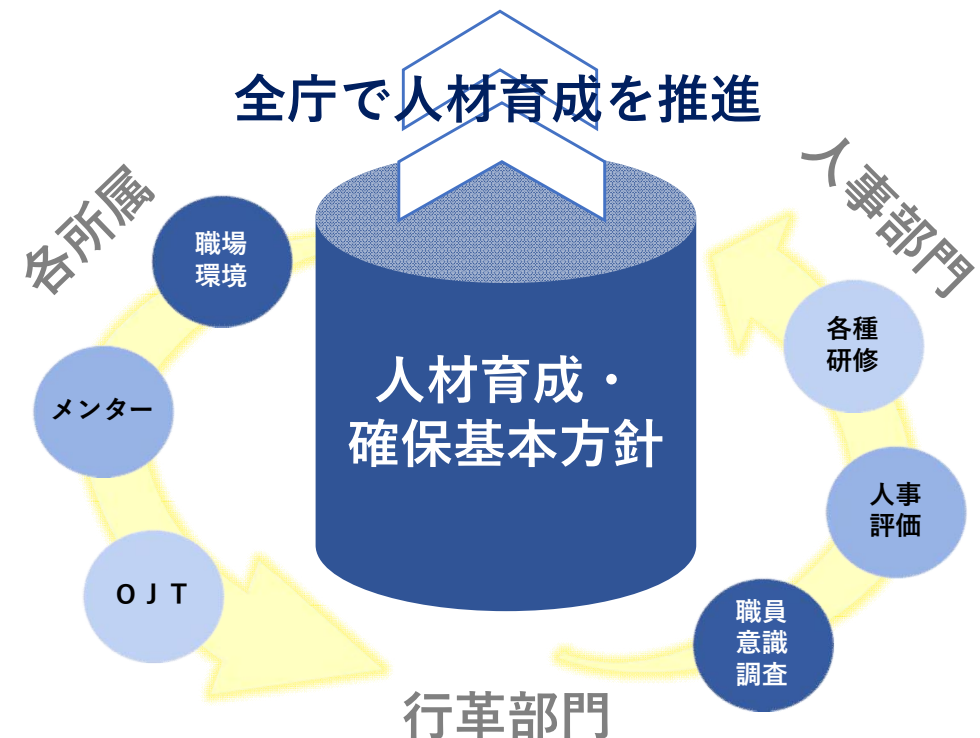 全庁で人材育成を推進
各所属
人事部門
職場
環境
メンター
ＯＪＴ
人材育成・
確保基本方針
各種
研修
人事
評価
職員
意識
調査
行革部門